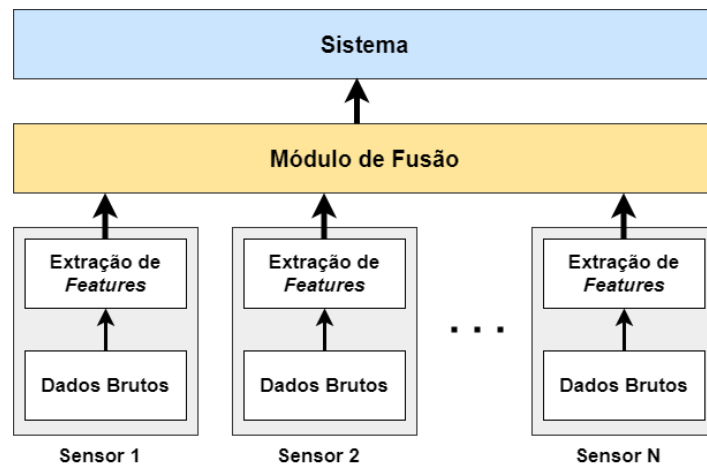 Sistema
Módulo de Fusão
Extração de
Features
Extração de
Features
Extração de
Features
. . .
Dados Brutos
Dados Brutos
Dados Brutos
Sensor 1
Sensor 2
Sensor N